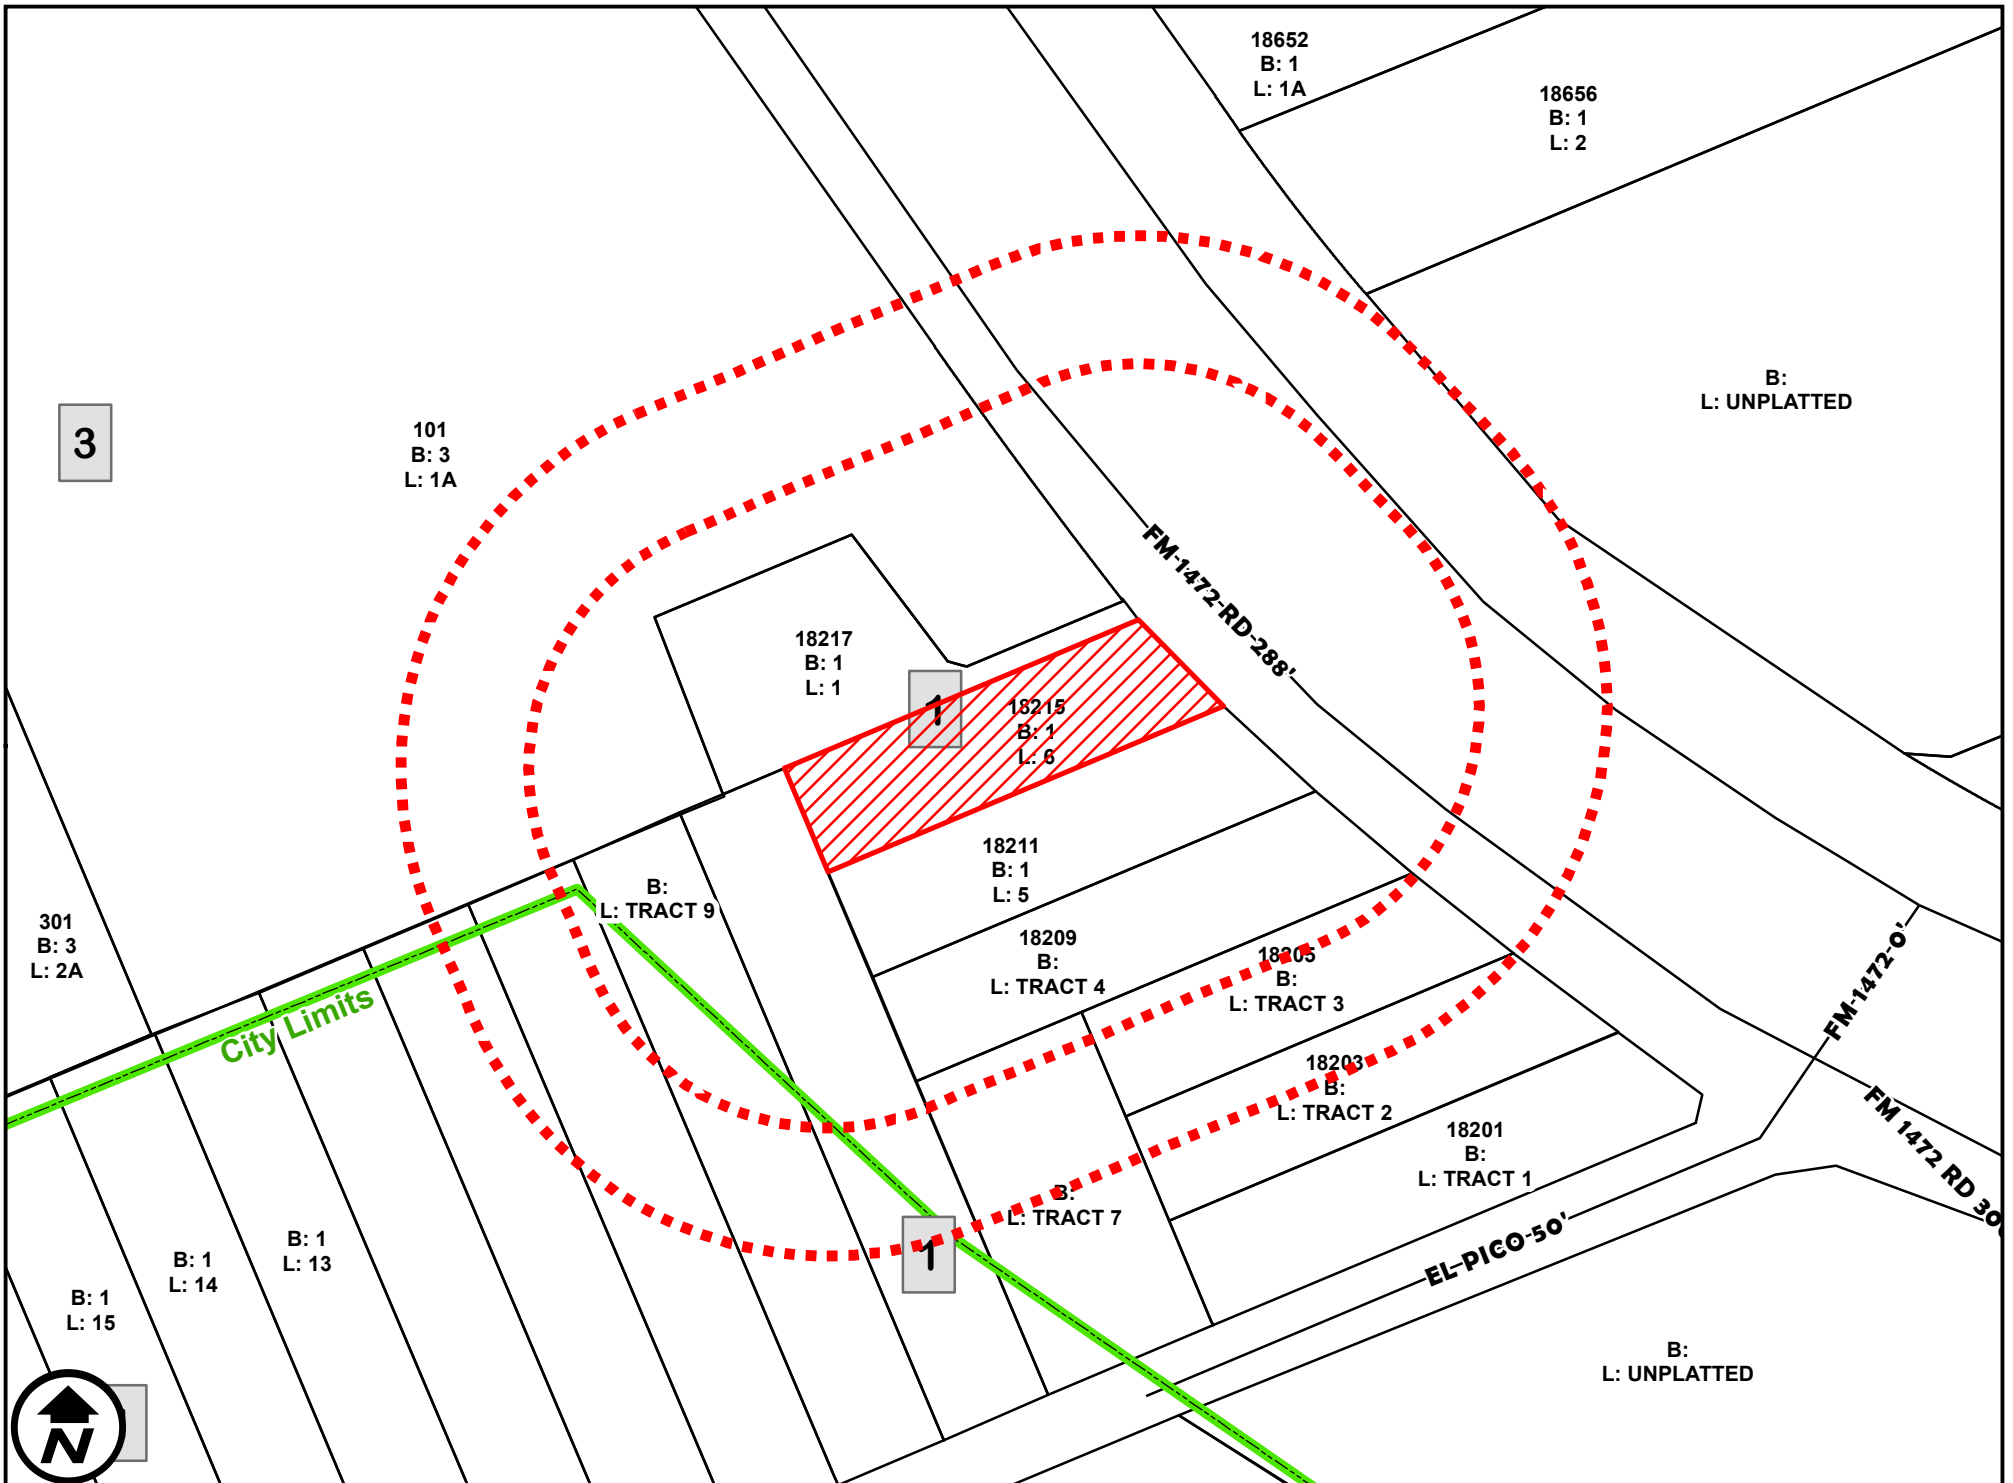 18652
B: 1
L: 1A
18656
B: 1
L: 2
B:
L: UNPLATTED
3
101
B: 3
L: 1A
FM 1472 RD 288'
18217
B: 1
L: 1
1
18215
B: 1
L: 6
18211
B: 1
L: 5
B:
L: TRACT 9
301
B: 3
L: 2A
18209
B:
L: TRACT 4
18205
B:
L: TRACT 3
FM 1472 0'
City Limits
18203
B:
L: TRACT 2
FM 1472 RD
18201
B:
L: TRACT 1
B:
L: TRACT 7
EL PICO 50'
1
B: 1
L: 13
B: 1
L: 14
B: 1
L: 15
B:
L: UNPLATTED
N